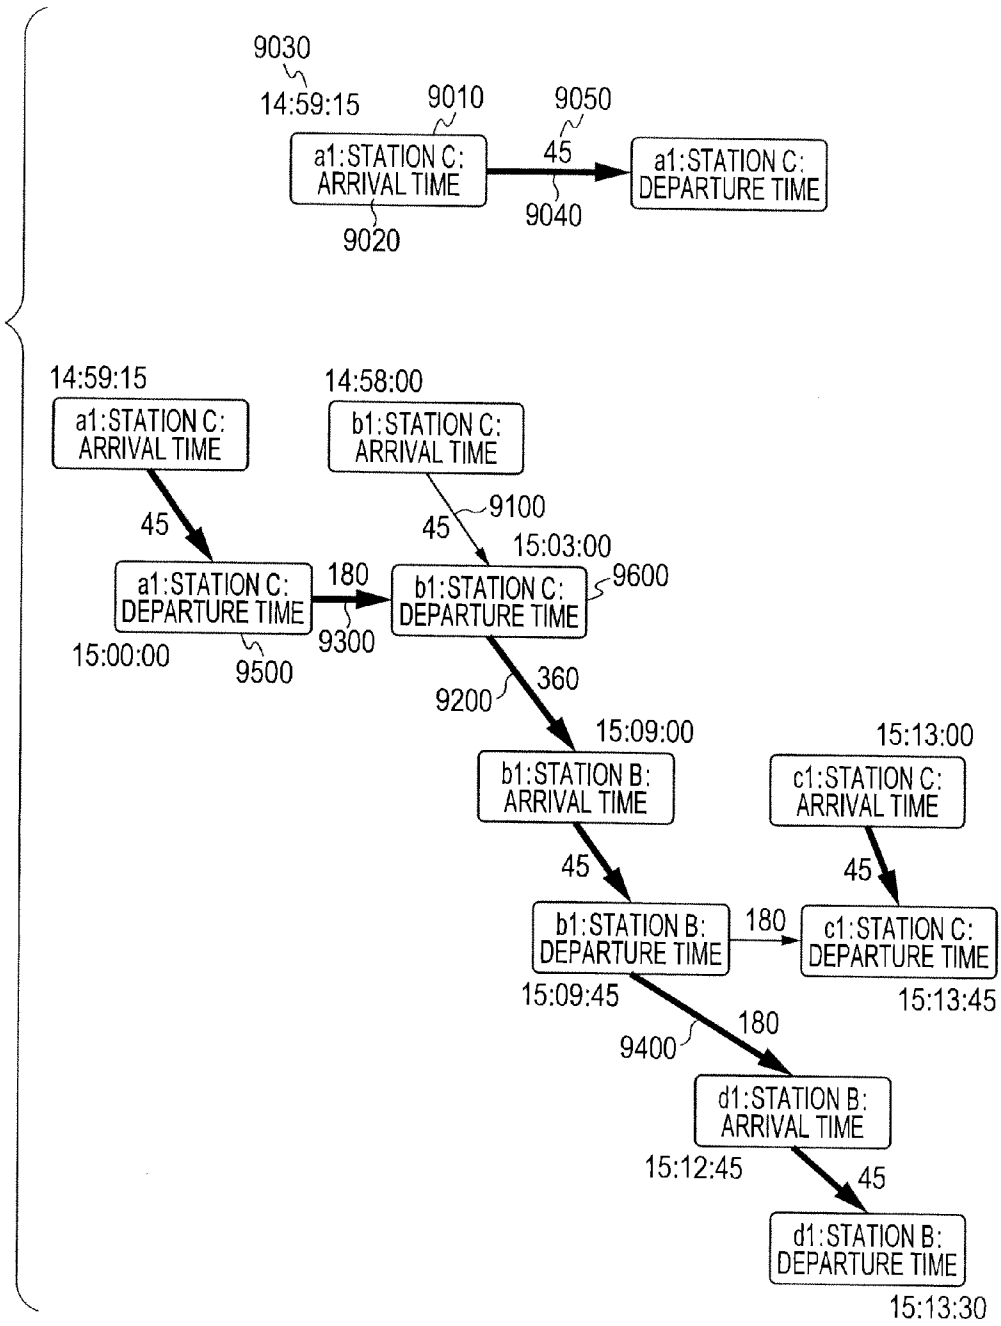 9030
14:59:15
9010
9050
a1:STATION C:
ARRIVAL TIME
45
a1:STATION C:
DEPARTURE TIME
9040
9020
14:59:15
14:58:00
a1:STATION C:
ARRIVAL TIME
b1:STATION C:
ARRIVAL TIME
45
45
9100
15:03:00
a1:STATION C:
DEPARTURE TIME
180
b1:STATION C:
DEPARTURE TIME
9600
9300
15:00:00
9500
9200
360
15:09:00
15:13:00
b1:STATION B:
ARRIVAL TIME
c1:STATION C:
ARRIVAL TIME
45
45
b1:STATION B:
DEPARTURE TIME
180
c1:STATION C:
DEPARTURE TIME
15:09:45
15:13:45
9400
180
d1:STATION B:
ARRIVAL TIME
15:12:45
45
d1:STATION B:
DEPARTURE TIME
15:13:30